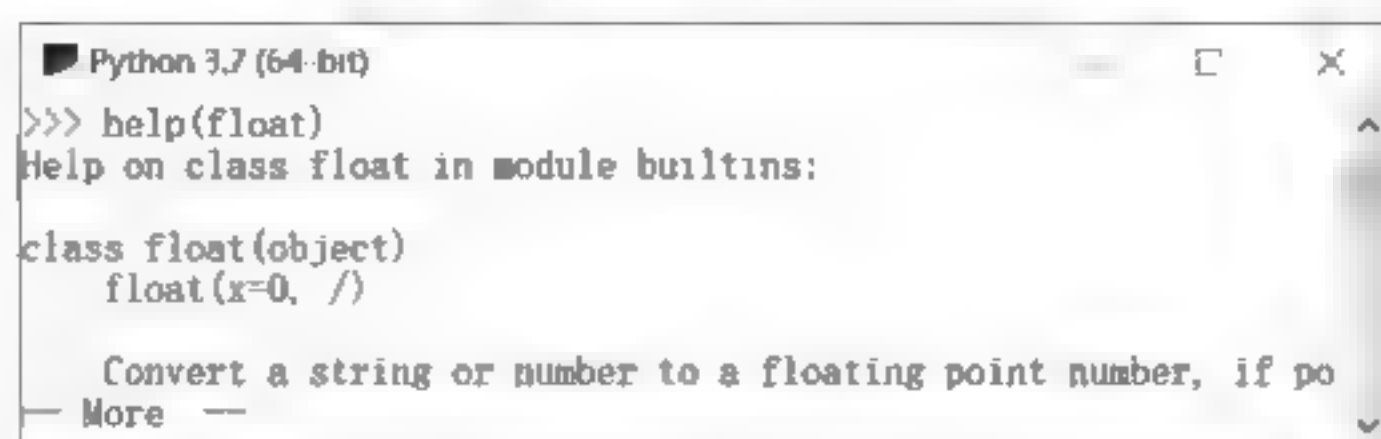 Python 3.7 (64-bit)
>>> help(float)
Help on class float in module builtins:
class float(object)
float(x=0, /)
Convert a string or number to a floating point number, if po
-- More --